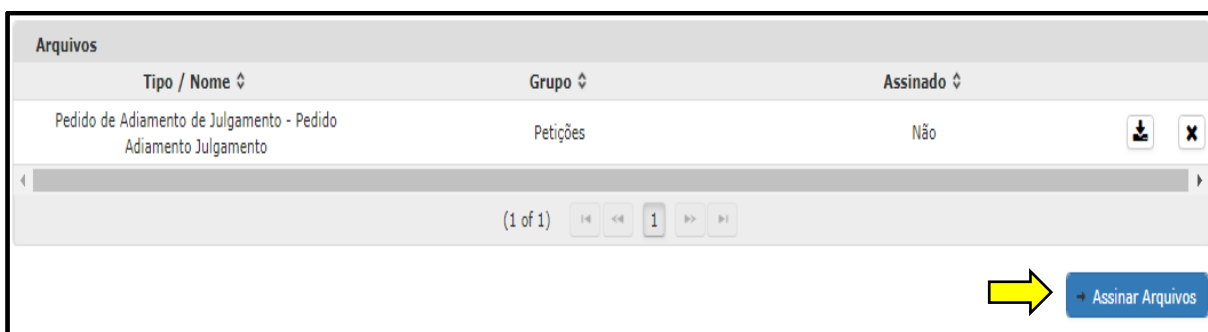 Arquivos
Tipo / Nome Grupo Assinado
Pedido de Adiamento de Julgamento - Pedido
Adiamento Julgamento Petições Não
(1 of 1) 1
Assinar Arquivos